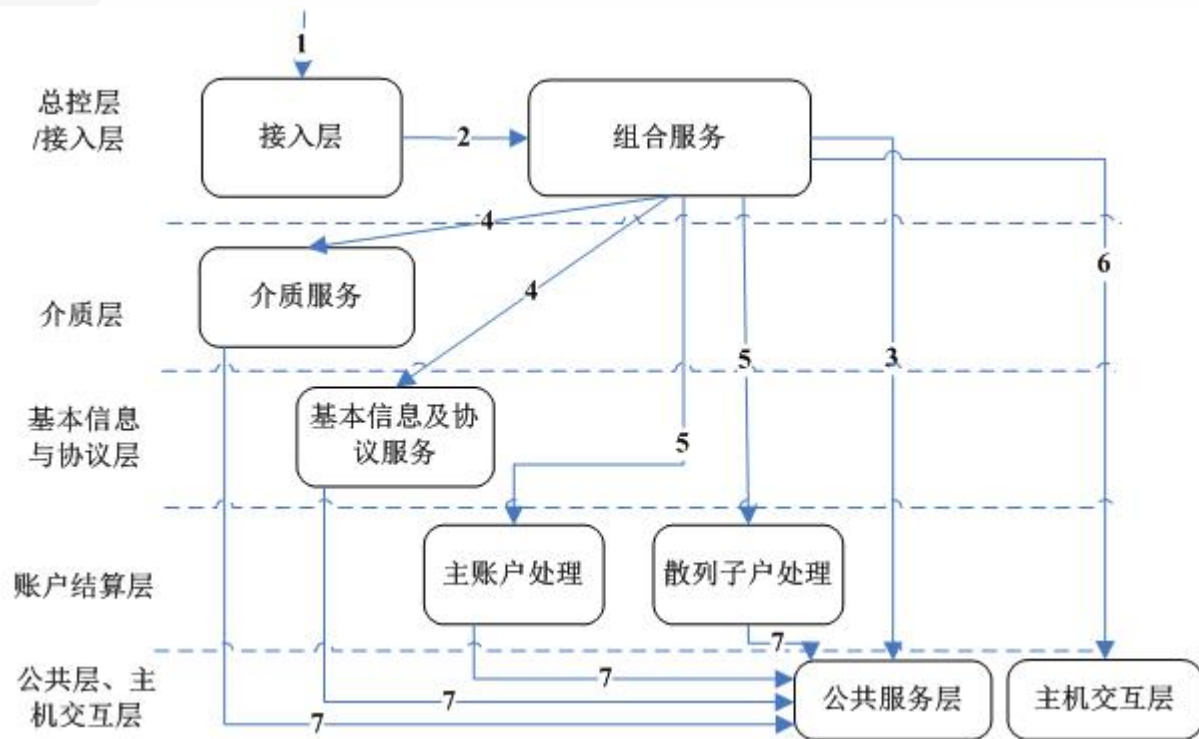 1
总控层
/接入层
接入层
2
组合服务
4
介质层
介质服务
4
5
3
6
基本信息
与协议层
基本信息及协
议服务
5
账户结算层
主账户处理
散列子户处理
7
公共层、主
机交互层
7
7
7
公共服务层
主机交互层